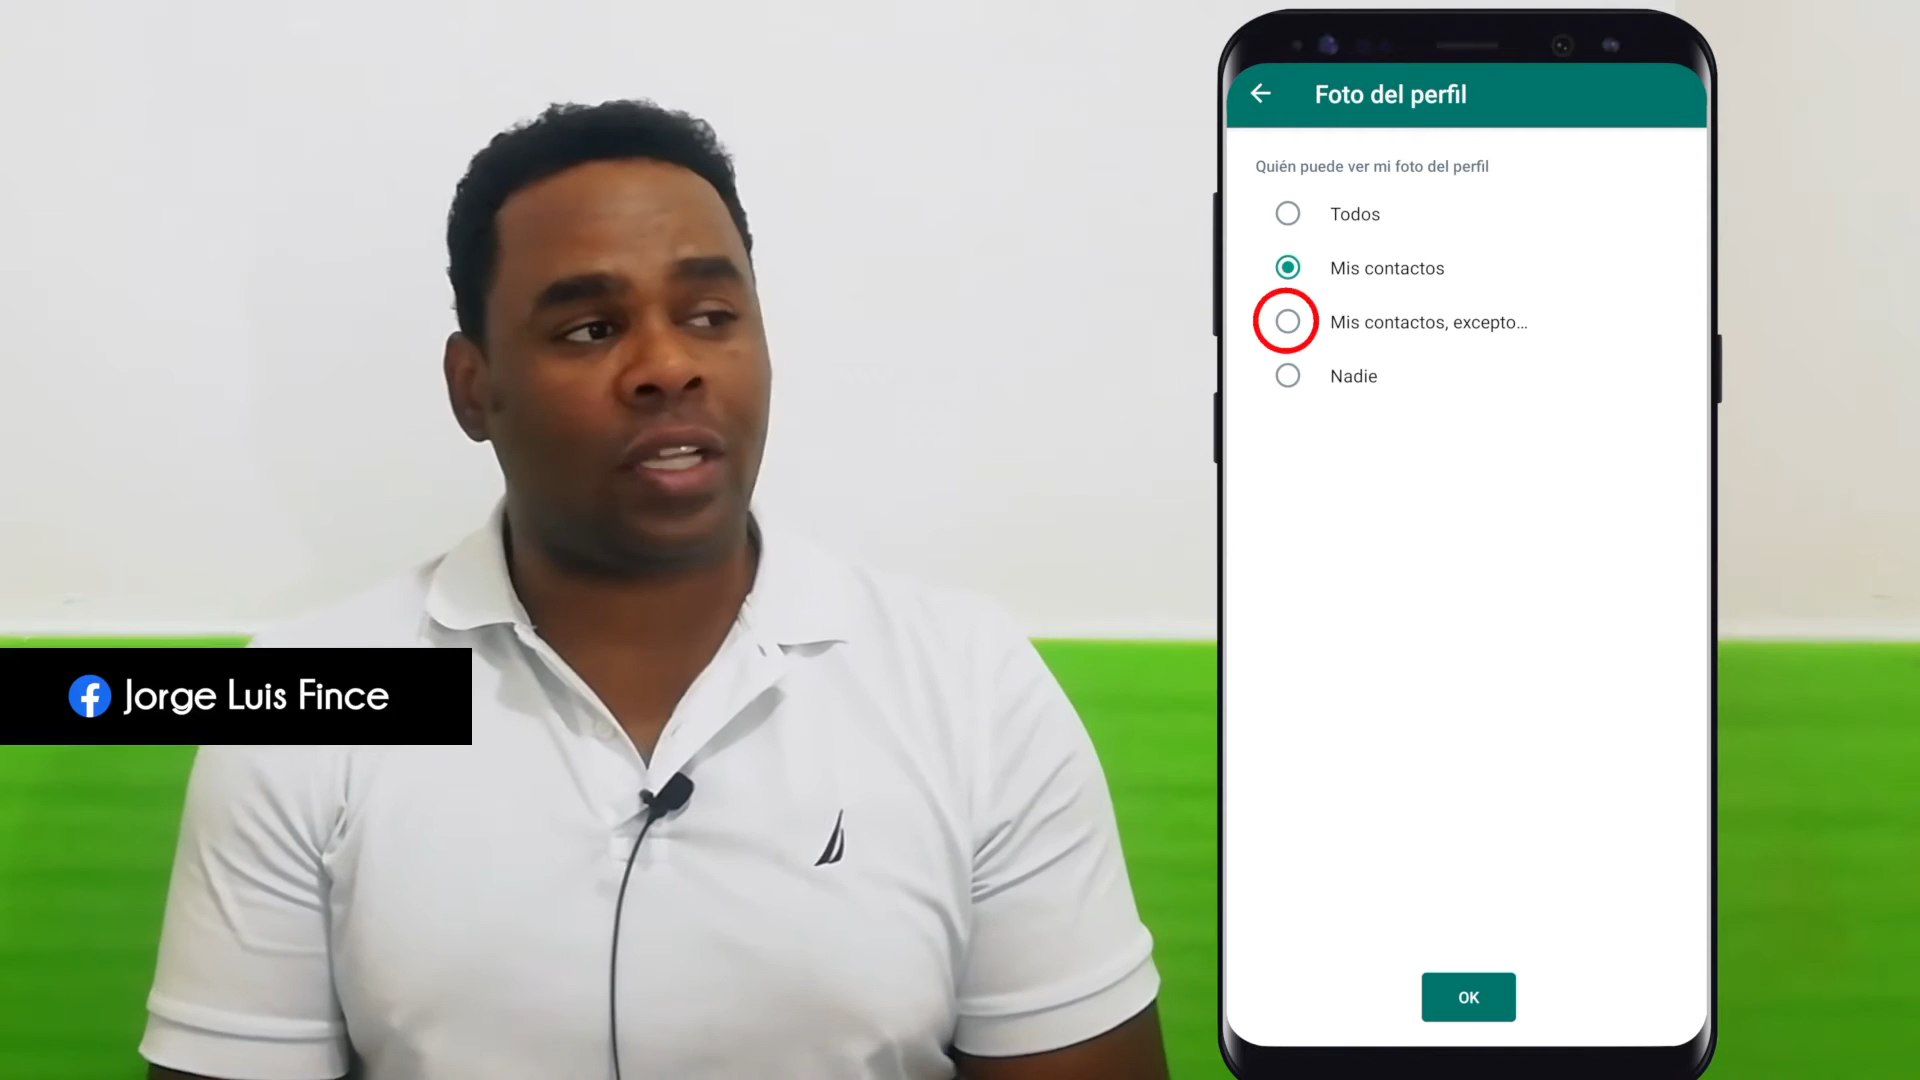 Foto del perfil
Quién puede ver mi foto del perfil
Todos
Mis contactos
Mis contactos, excepto...
Nadie
OK
Jorge Luis Fince